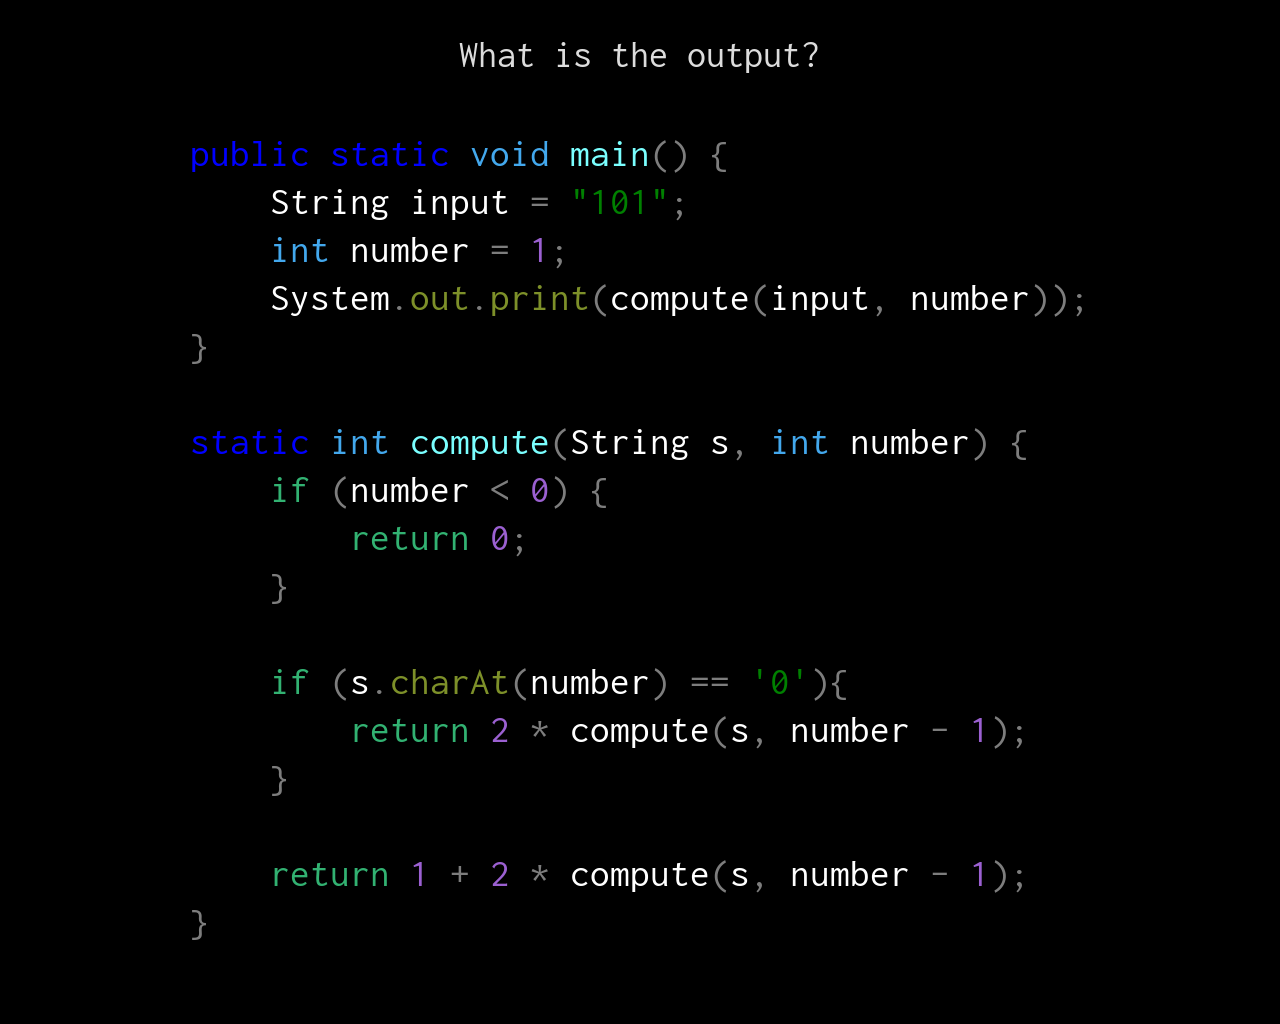 What is the output?
public static void main() {
    String input = "101";
    int number = 1;
    System.out.print(compute(input, number));
}
static int compute(String s, int number) {
    if (number < 0) {
        return 0;
    }
    if (s.charAt(number) == '0'){
        return 2 * compute(s, number - 1);
    }
    return 1 + 2 * compute(s, number - 1);
}